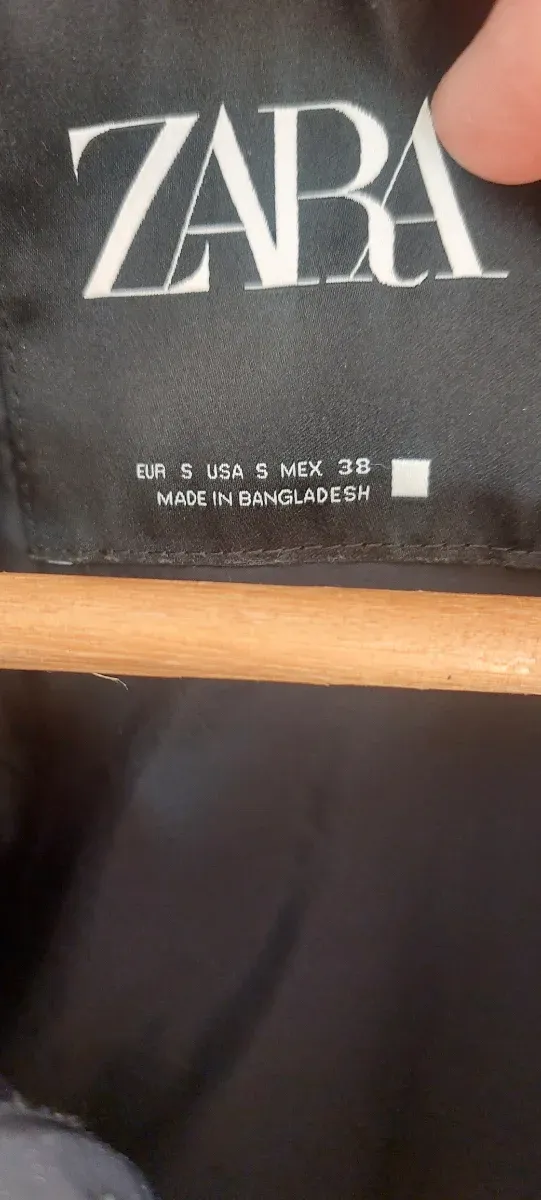 ZARA
EUR S USA S MEX 38
MADE IN BANGLADESH